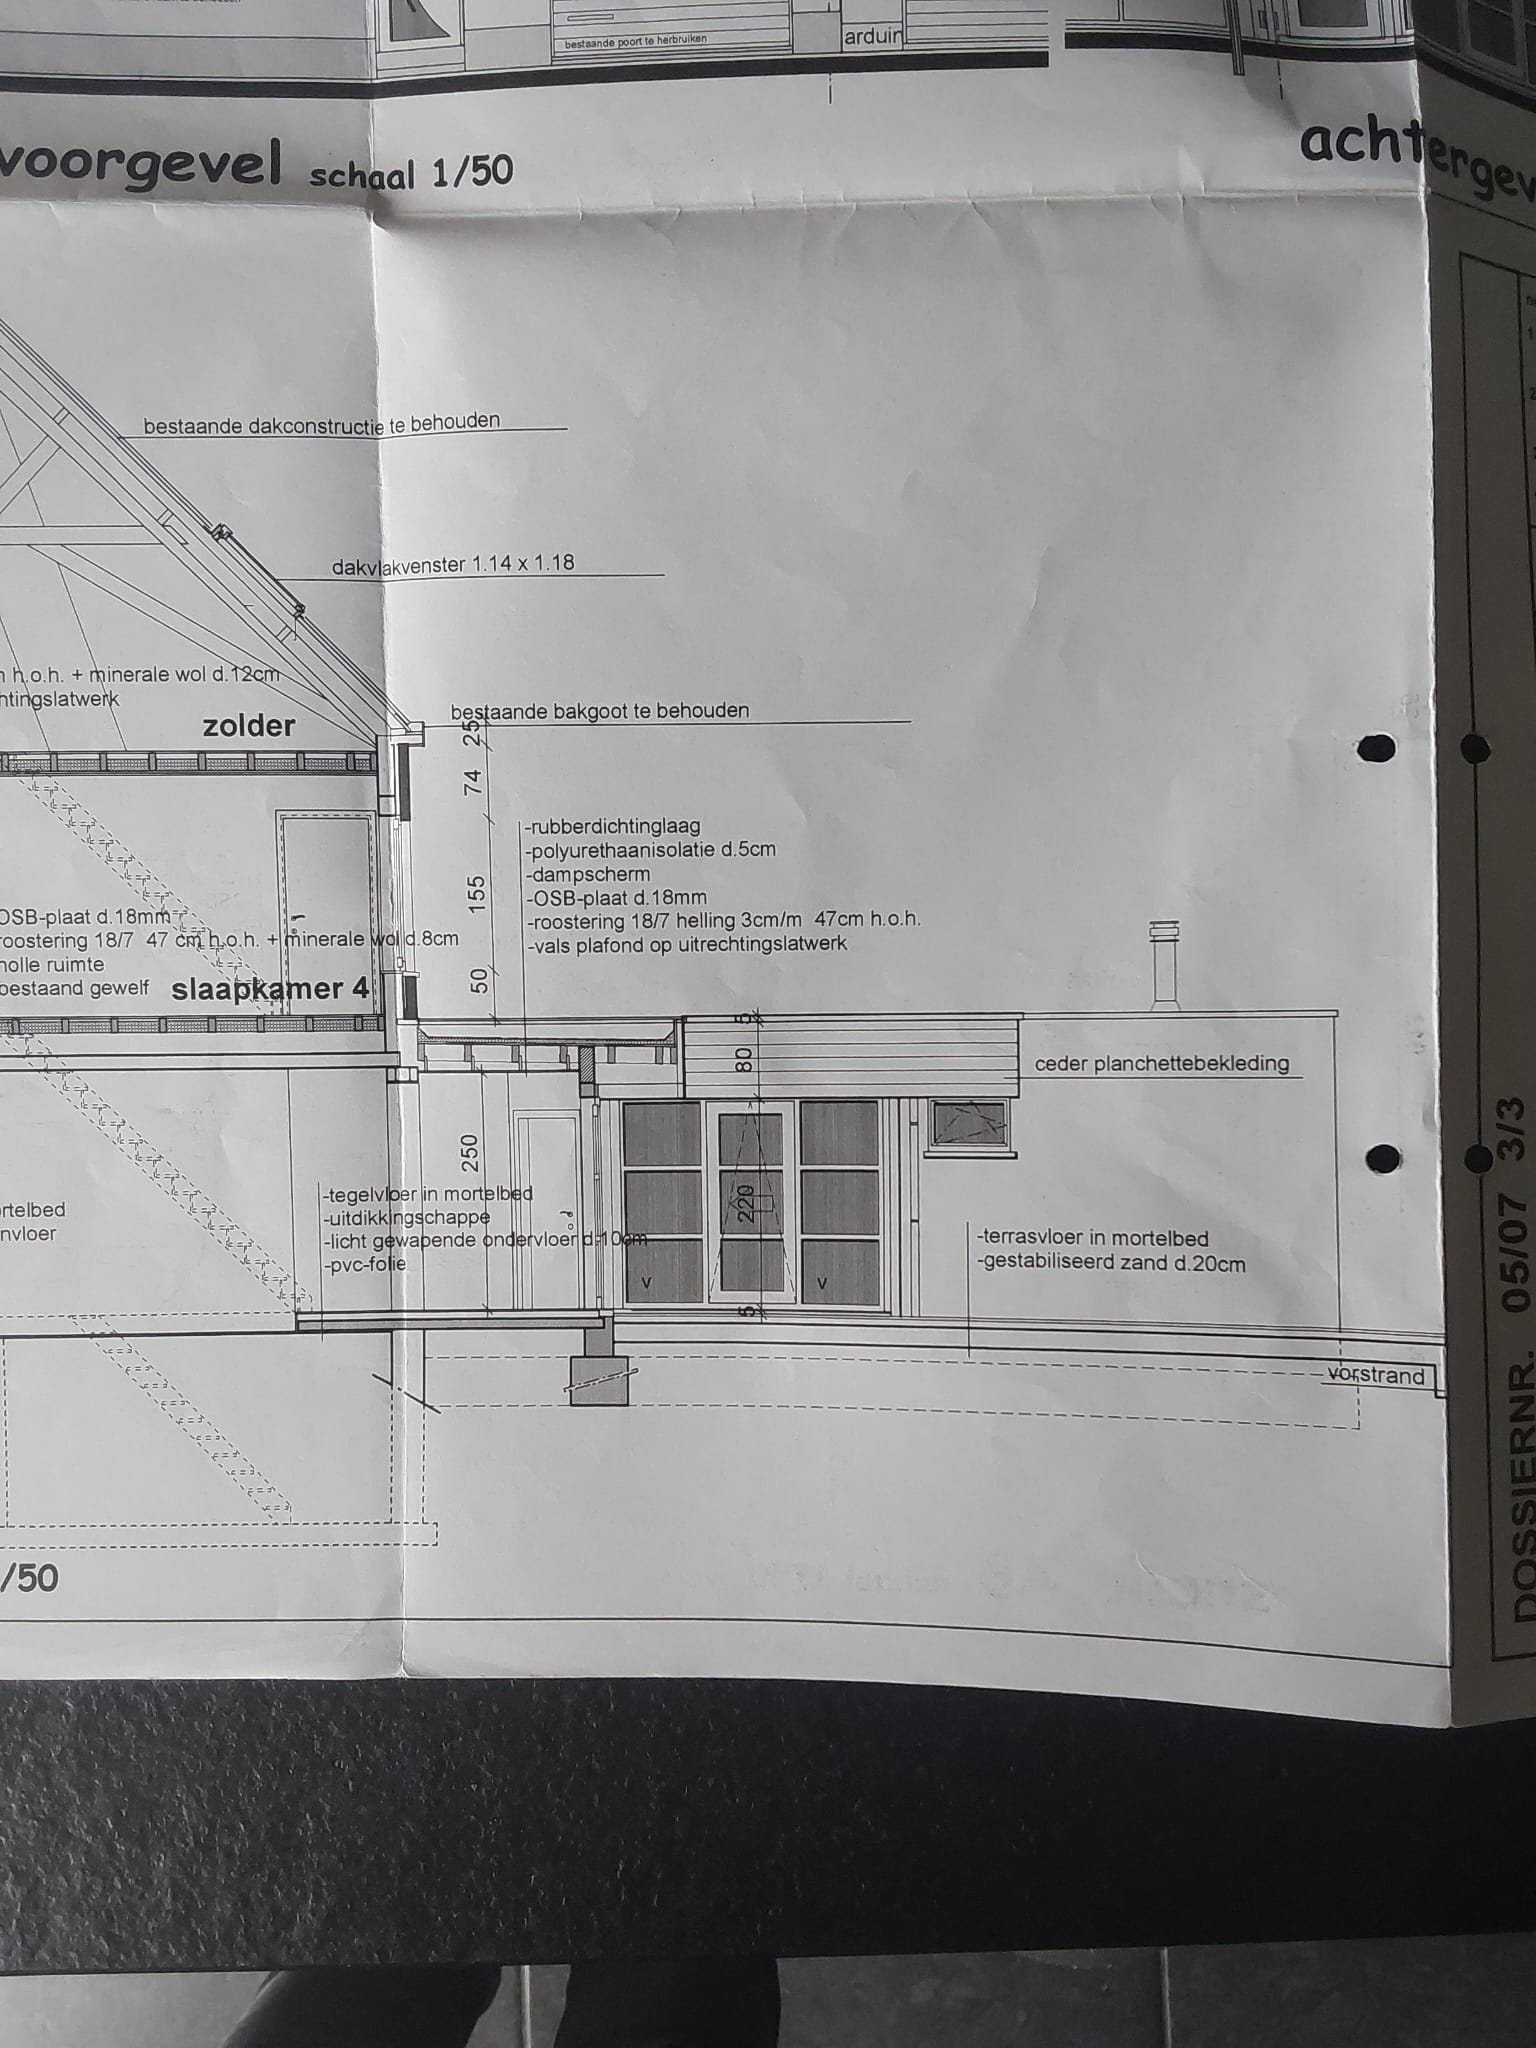 bestaande poort te herbruiken
arduin
voorgevel schaal 1/50
achtergev
bestaande dakconstructie te behouden
dakvlakvenster 1.14 x 1.18
h.o.h. + minerale wol d.12cm
htingslatwerk
zolder
bestaande bakgoot te behouden
25
74
155
50
-rubberdichtinglaag
-polyurethaanisolatie d.5cm
-dampscherm
-OSB-plaat d.18mm
-roostering 18/7 helling 3cm/m 47cm h.o.h.
-vals plafond op uitrechtingslatwerk
OSB-plaat d.18mm
roostering 18/7 47 cm h.o.h. + minerale wol d.8cm
holle ruimte
bestaand gewelf
slaapkamer 4
5
80
220
5
ceder planchettebekleding
250
-tegelvloer in mortelbed
-uitdikkingschappe
-licht gewapende ondervloer d.10cm
-pvc-folie
rtelbed
nvloer
v
v
-terrasvloer in mortelbed
-gestabiliseerd zand d.20cm
vorstrand
/50
DOSSIERNR. 05/07 3/3